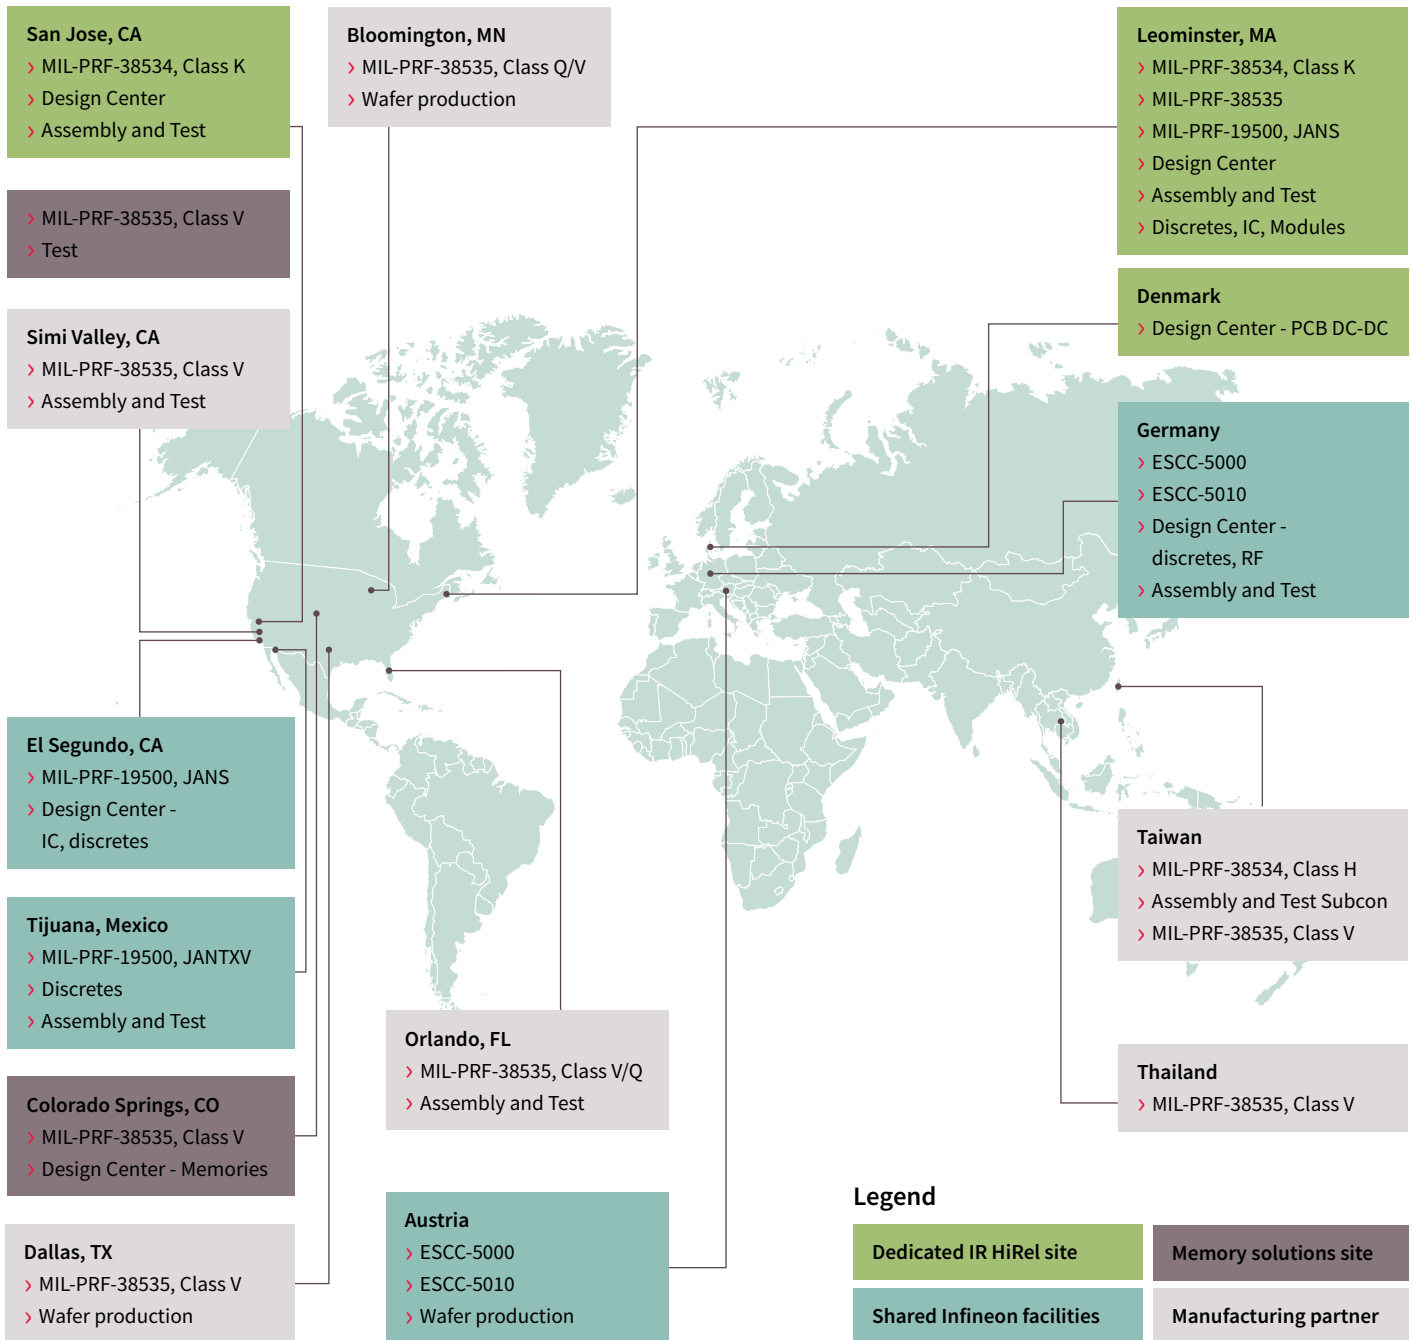 San Jose, CA
› MIL-PRF-38534, Class K
› Design Center
› Assembly and Test
› MIL-PRF-38535, Class V
› Test
Simi Valley, CA
› MIL-PRF-38535, Class V
› Assembly and Test
El Segundo, CA
› MIL-PRF-19500, JANS
› Design Center -
IC, discretes
Tijuana, Mexico
› MIL-PRF-19500, JANTXV
› Discretes
› Assembly and Test
Colorado Springs, CO
› MIL-PRF-38535, Class V
› Design Center - Memories
Dallas, TX
› MIL-PRF-38535, Class V
› Wafer production
Bloomington, MN
› MIL-PRF-38535, Class Q/V
› Wafer production
Orlando, FL
› MIL-PRF-38535, Class V/Q
› Assembly and Test
Austria
› ESCC-5000
› ESCC-5010
› Wafer production
Leominster, MA
› MIL-PRF-38534, Class K
› MIL-PRF-38535
› MIL-PRF-19500, JANS
› Design Center
› Assembly and Test
› Discretes, IC, Modules
Denmark
› Design Center - PCB DC-DC
Germany
› ESCC-5000
› ESCC-5010
› Design Center -
discretes, RF
› Assembly and Test
Taiwan
› MIL-PRF-38534, Class H
› Assembly and Test Subcon
› MIL-PRF-38535, Class V
Thailand
› MIL-PRF-38535, Class V
Legend
Dedicated IR HiRel site
Memory solutions site
Shared Infineon facilities
Manufacturing partner